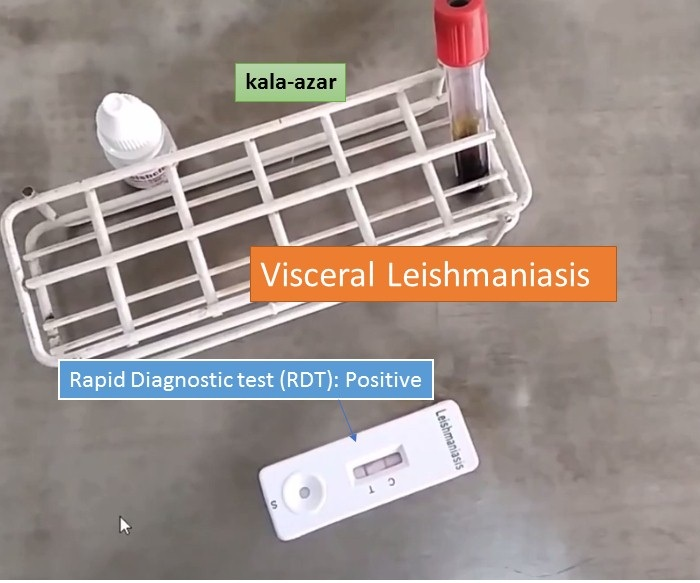 kala-azar
Visceral Leishmaniasis
Rapid Diagnostic test (RDT): Positive
Leishmaniasis
C
T
S